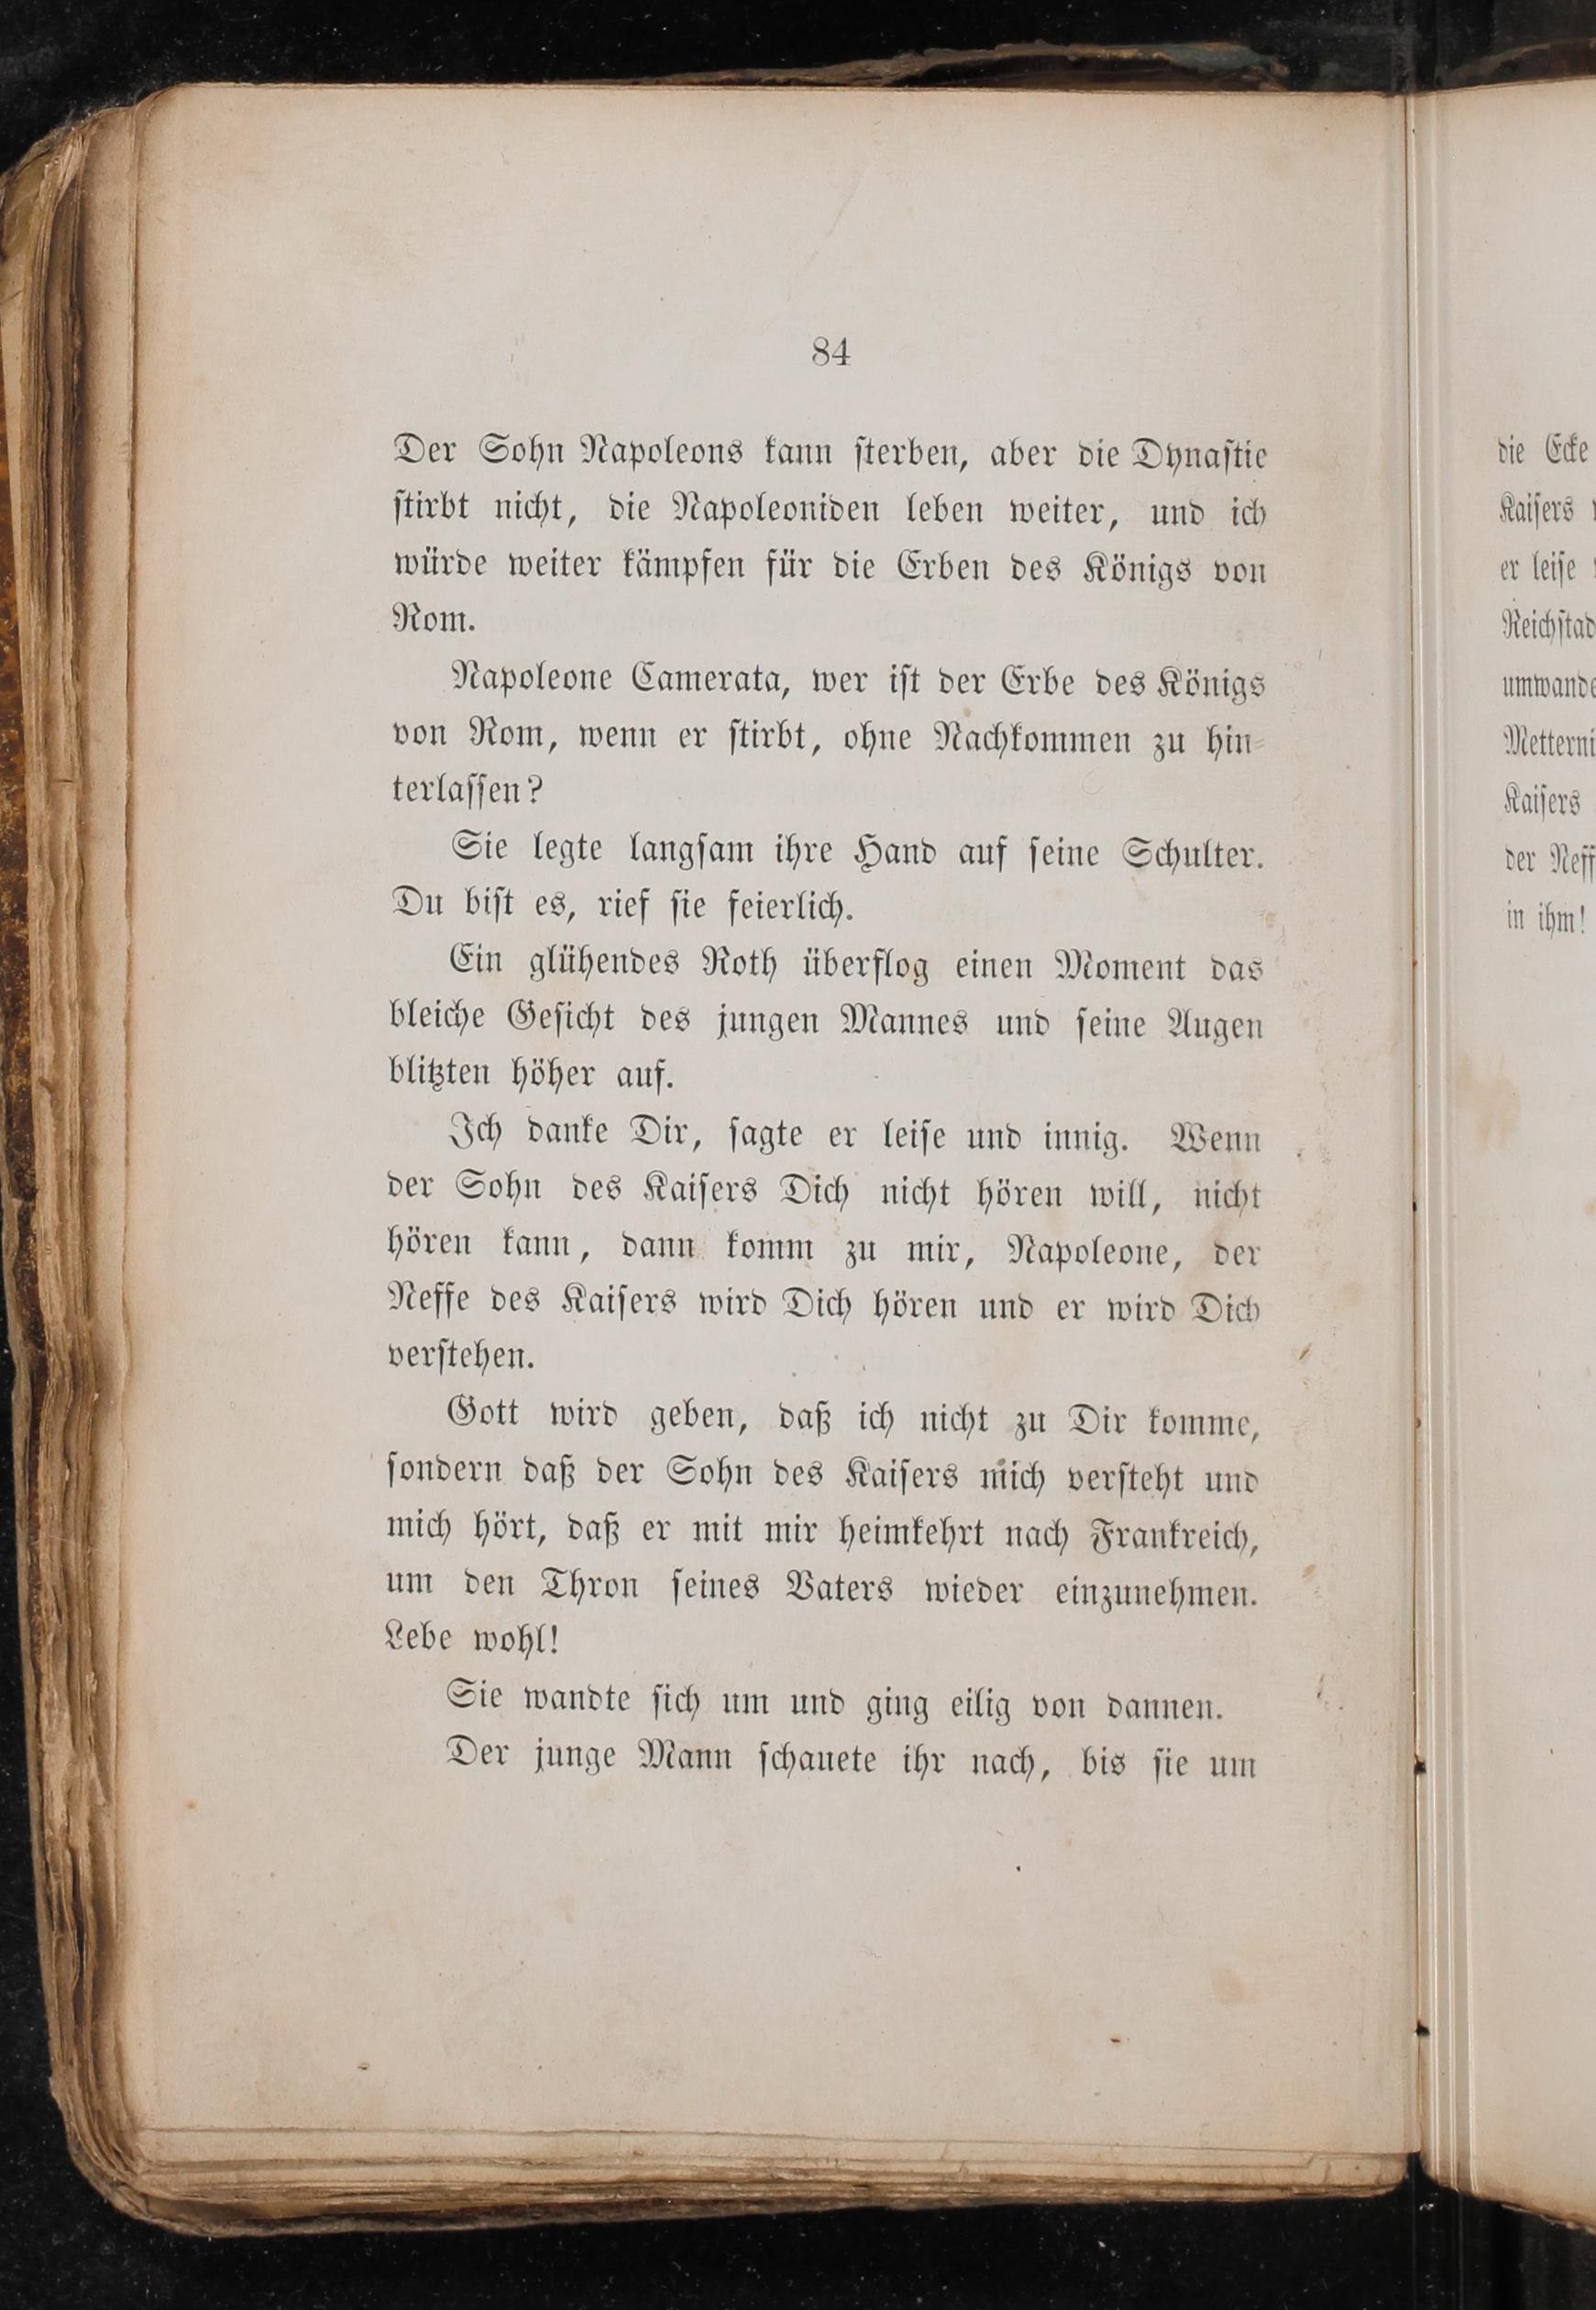 84
Der Sohn Napoleons kann sterben, aber die Dynastie
stirbt nicht, die Napoleoniden leben weiter, und ich
würde weiter kämpfen für die Erben des Königs von
Rom.
Napoleone Camerata, wer ist der Erbe des Königs
von Rom, wenn er stirbt, ohne Nachkommen zu hin-
terlassen?
Sie legte langsam ihre Hand auf seine Schulter.
Du bist es, rief sie feierlich.
Ein glühendes Roth überflog einen Moment das
bleiche Gesicht des jungen Mannes und seine Augen
blitzten höher auf.
Ich danke Dir, sagte er leise und innig. Wenn
der Sohn des Kaisers Dich nicht hören will, nicht
hören kann, dann komm zu mir, Napoleone, der
Neffe des Kaisers wird Dich hören und er wird Dich
verstehen.
Gott wird geben, daß ich nicht zu Dir komme,
sondern daß der Sohn des Kaisers mich versteht und
mich hört, daß er mit mir heimkehrt nach Frankreich,
um den Thron seines Vaters wieder einzunehmen.
Lebe wohl!
Sie wandte sich um und ging eilig von dannen.
Der junge Mann schauete ihr nach, bis sie um
die Ecke
Kaisers
er leise
Reichstad
umwande
Metterni
Kaisers
der Neff
in ihm!